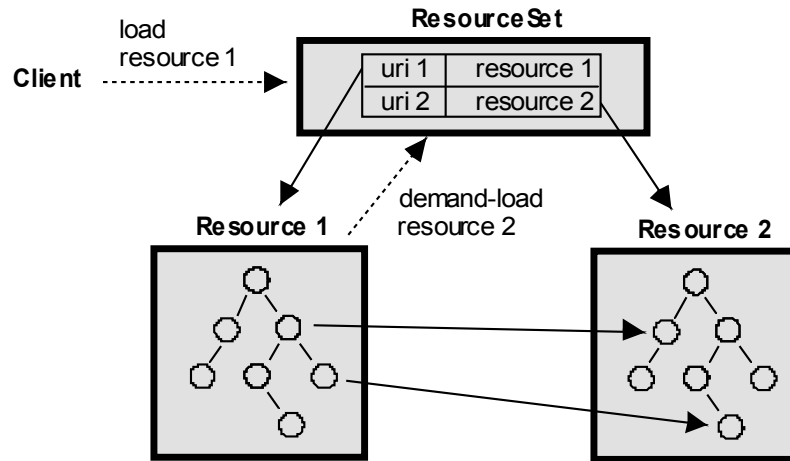 ResourceSet
load
resource 1
Client
uri 1 resource 1
uri 2 resource 2
demand-load
resource 2
Resource 1
Resource 2